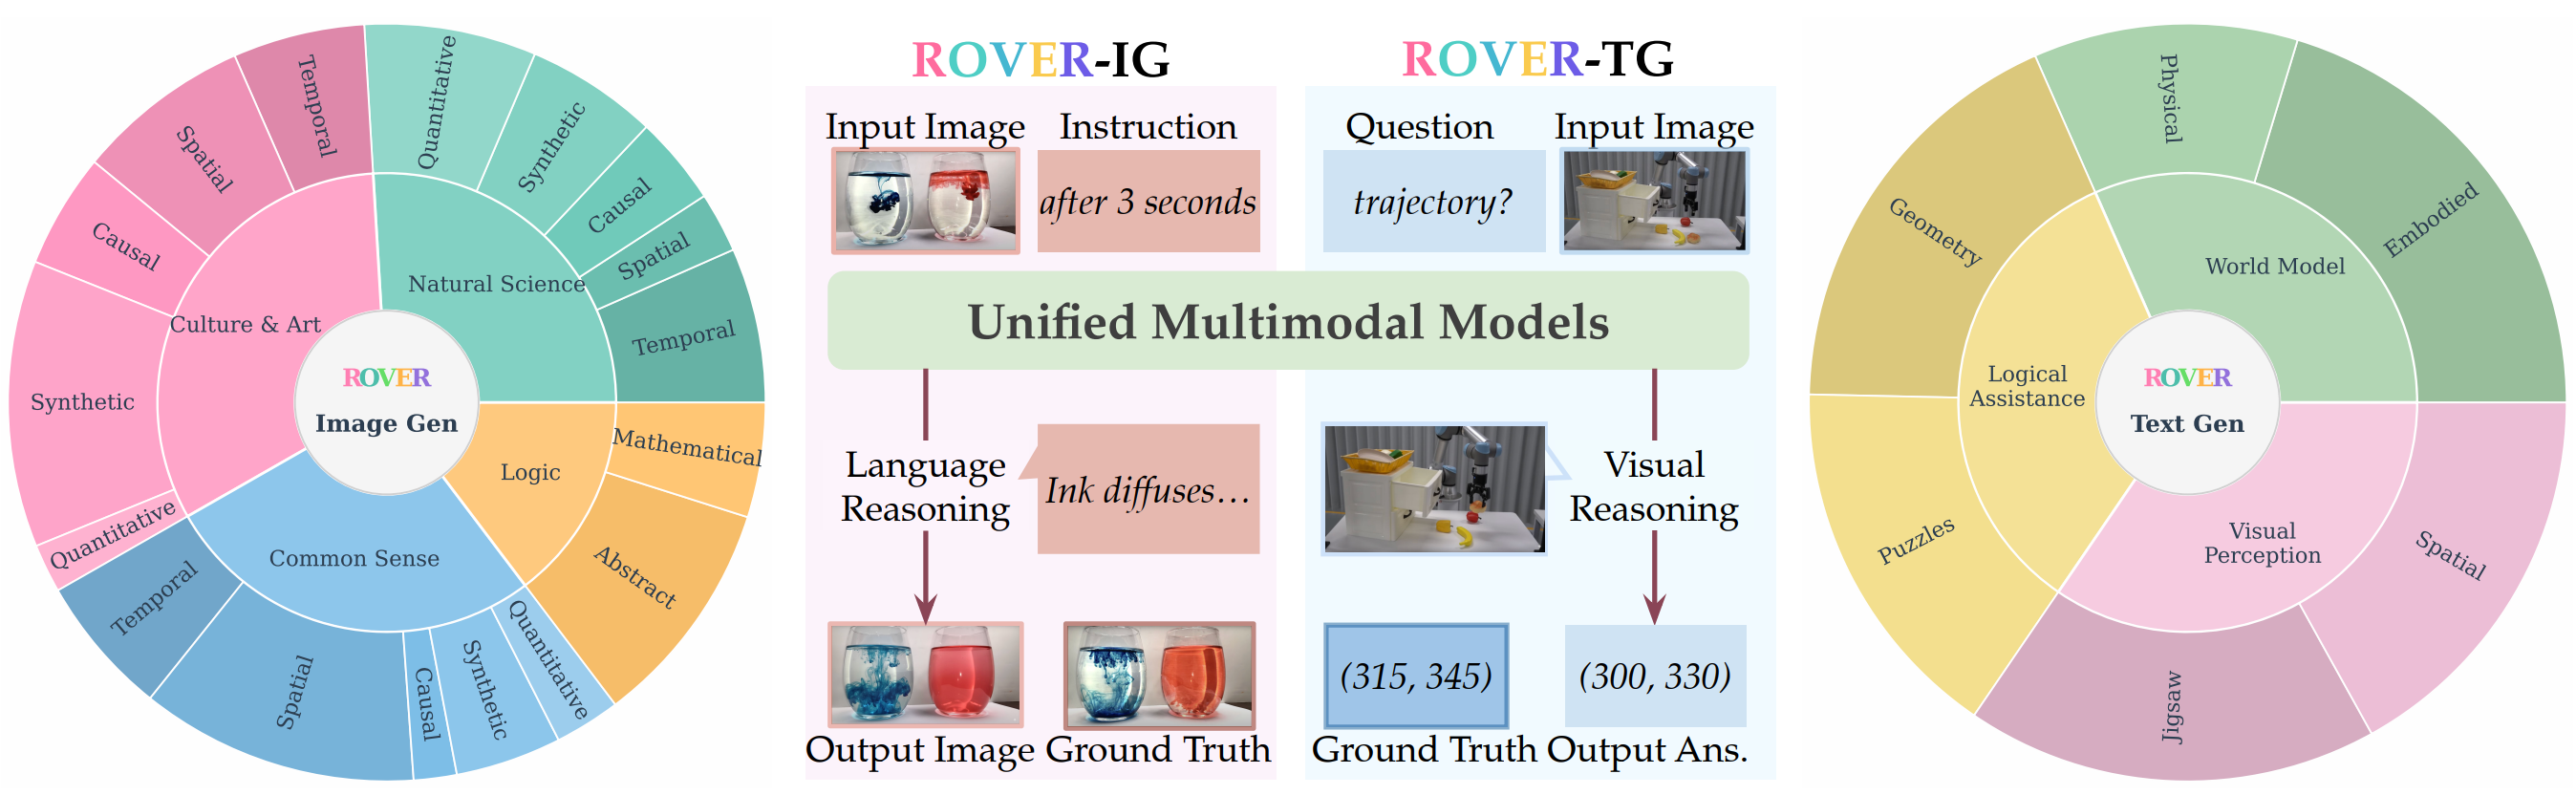 Temporal
Spatial
Causal
Synthetic
Quantitative
Culture & Art
Quantitative
Synthetic
Causal
Spatial
Temporal
Natural Science
Mathematical
Abstract
Logic
Temporal
Spatial
Causal
Synthetic
Quantitative
Common Sense
ROVER
Image Gen
ROVER-IG
Input Image
Instruction
after 3 seconds
ROVER-TG
Question
Input Image
trajectory?
Unified Multimodal Models
Language
Reasoning
Ink diffuses…
Visual
Reasoning
Output Image
Ground Truth
(315, 345)
(300, 330)
Ground Truth
Output Ans.
Physical
Embodied
World Model
Geometry
Puzzles
Logical
Assistance
ROVER
Text Gen
Visual
Perception
Spatial
Jigsaw